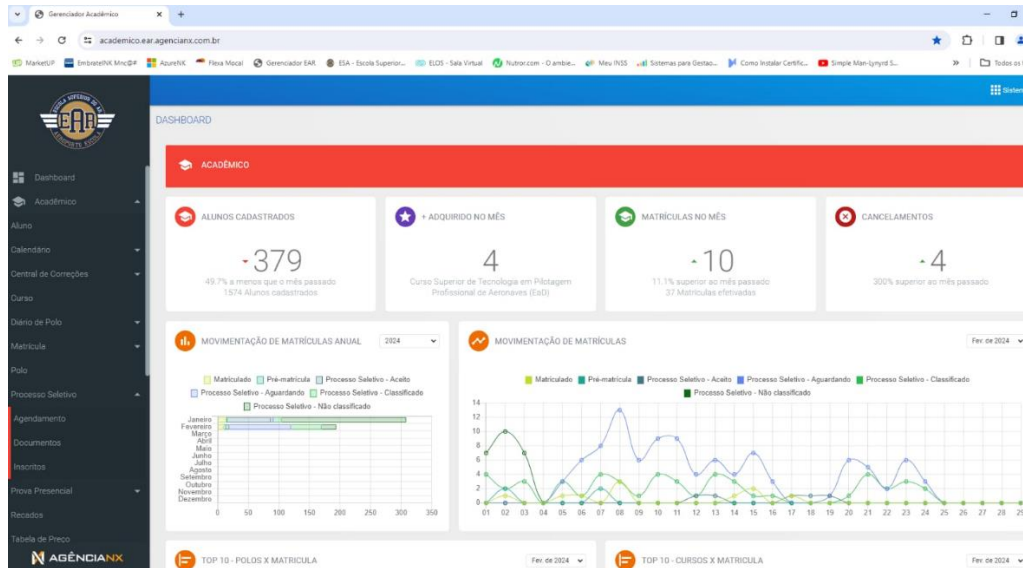 Gerenciador Acadêmico
academico.ear.agencianx.com.br
MarketUP EmbratelNX Mnc@# AzureNX Flexa Mocal Gerenciador EAR ESA - Escola Superior... ELOS - Sala Virtual Nutror.com - O ambie... Meu INSS Sistemas para Gestao... Como Instalar Certific... Simple Man-Lynyrd S... » Todos os
ESCOLA SUPERIOR DE
EAR
Sistem
DASHBOARD
ACADÊMICO
Dashboard
Acadêmico
Aluno
Calendário
Central de Correções
Curso
Diário de Polo
Matrícula
Polo
Processo Seletivo
Agendamento
Documentos
Inscritos
Prova Presencial
Recados
Tabela de Preço
AGÊNCIANX
ALUNOS CADASTRADOS
379
49.7% a menos que o mês passado
1574 Alunos cadastrados
+ ADQUIRIDO NO MÊS
4
Curso Superior de Tecnologia em Pilotagem
Profissional de Aeronaves (EaD)
MATRÍCULAS NO MÊS
10
11.1% superior ao mês passado
37 Matrículas efetivadas
CANCELAMENTOS
4
300% superior ao mês passado
MOVIMENTAÇÃO DE MATRÍCULAS ANUAL 2024
Matriculado Pré-matrícula Processo Seletivo - Aceito
Processo Seletivo - Aguardando Processo Seletivo - Classificado
Processo Seletivo - Não classificado
Janeiro
Fevereiro
Março
Abril
Maio
Junho
Julho
Agosto
Setembro
Outubro
Novembro
Dezembro
0 50 100 150 200 250 300 350
MOVIMENTAÇÃO DE MATRÍCULAS Fev. de 2024
Matriculado Pré-matrícula Processo Seletivo - Aceito Processo Seletivo - Aguardando Processo Seletivo - Classificado
Processo Seletivo - Não classificado
14
12
10
8
6
4
2
0
01 02 03 04 05 06 07 08 09 10 11 12 13 14 15 16 17 18 19 20 21 22 23 24 25 26 27 28 29
TOP 10 - POLOS X MATRICULA Fev. de 2024
TOP 10 - CURSOS X MATRICULA Fev. de 2024